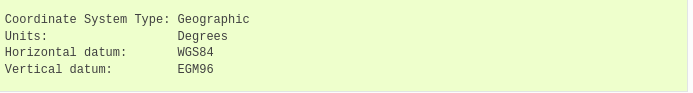 Coordinate System Type: Geographic
Units: Degrees
Horizontal datum: WGS84
Vertical datum: EGM96